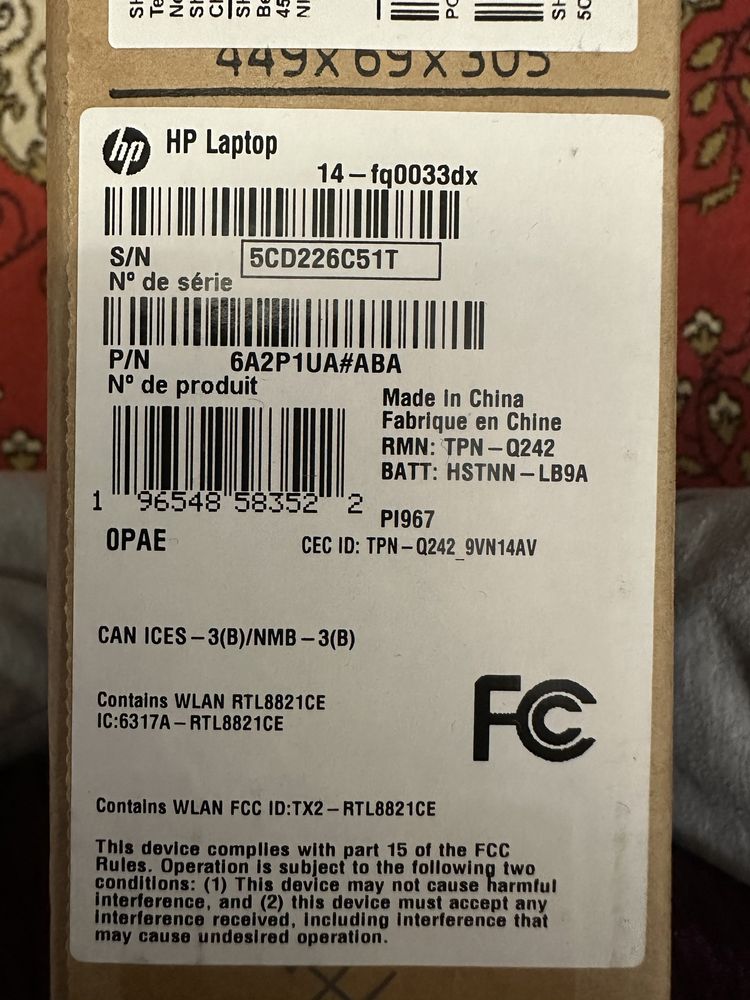 449X69X305
hp
HP Laptop
14-fq0033dx
S/N 5CD226C51T
Nº de série
P/N 6A2P1UA#ABA
Nº de produit
Made In China
Fabrique en Chine
RMN: TPN-Q242
BATT: HSTNN-LB9A
1 96548 58352 2
PI967
0PAE
CEC ID: TPN-Q242_9VN14AV
CAN ICES-3(B)/NMB-3(B)
Contains WLAN RTL8821CE
IC:6317A-RTL8821CE
FC
Contains WLAN FCC ID:TX2-RTL8821CE
This device complies with part 15 of the FCC
Rules. Operation is subject to the following two
conditions: (1) This device may not cause harmful
interference, and (2) this device must accept any
interference received, including interference that
may cause undesired operation.